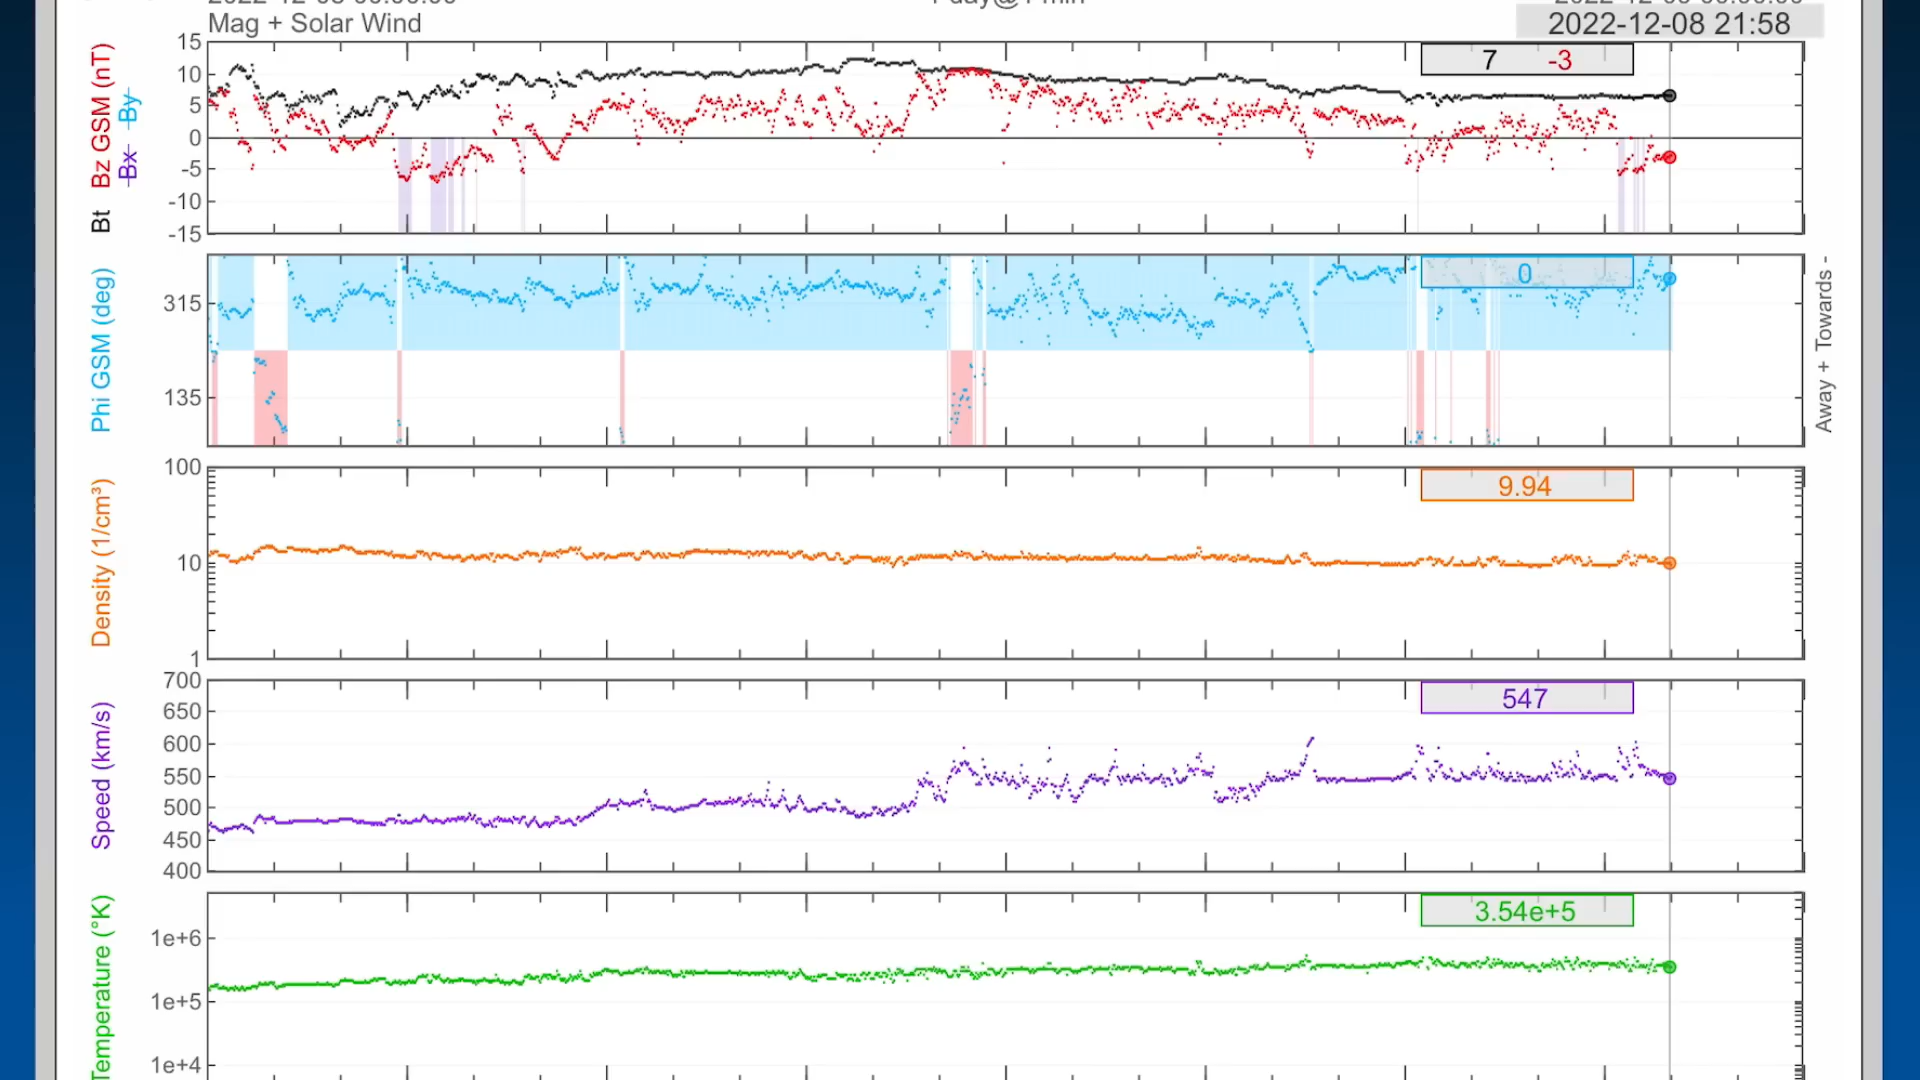 Mag + Solar Wind
2022-12-08 21:58
Bt Bz GSM (nT)
Bx By
15
10
5
0
-5
-10
-15
7 -3
Phi GSM (deg)
315
135
0
Away + Towards -
Density (1/cm³)
100
10
1
9.94
Speed (km/s)
700
650
600
550
500
450
400
547
Temperature (°K)
1e+6
1e+5
1e+4
3.54e+5